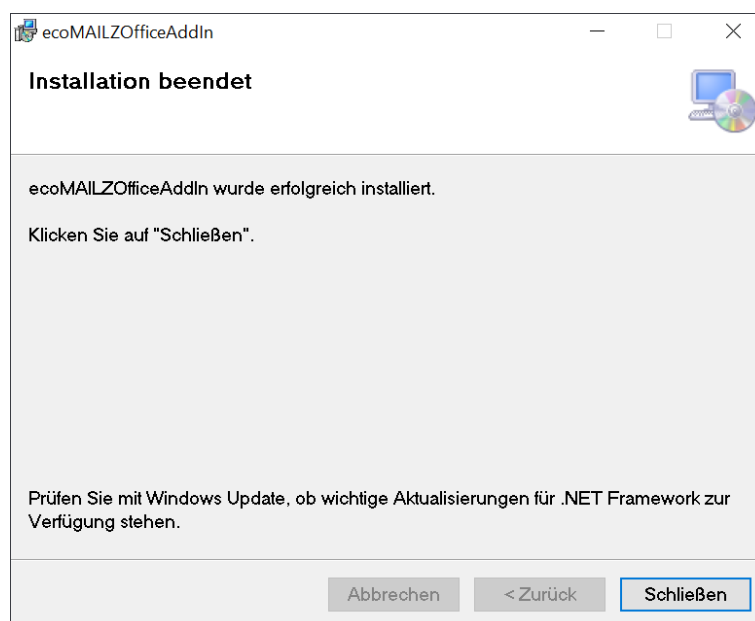 ecoMAILZOfficeAddIn
Installation beendet
ecoMAILZOfficeAddIn wurde erfolgreich installiert.
Klicken Sie auf "Schließen".
Prüfen Sie mit Windows Update, ob wichtige Aktualisierungen für .NET Framework zur
Verfügung stehen.
Abbrechen < Zurück Schließen